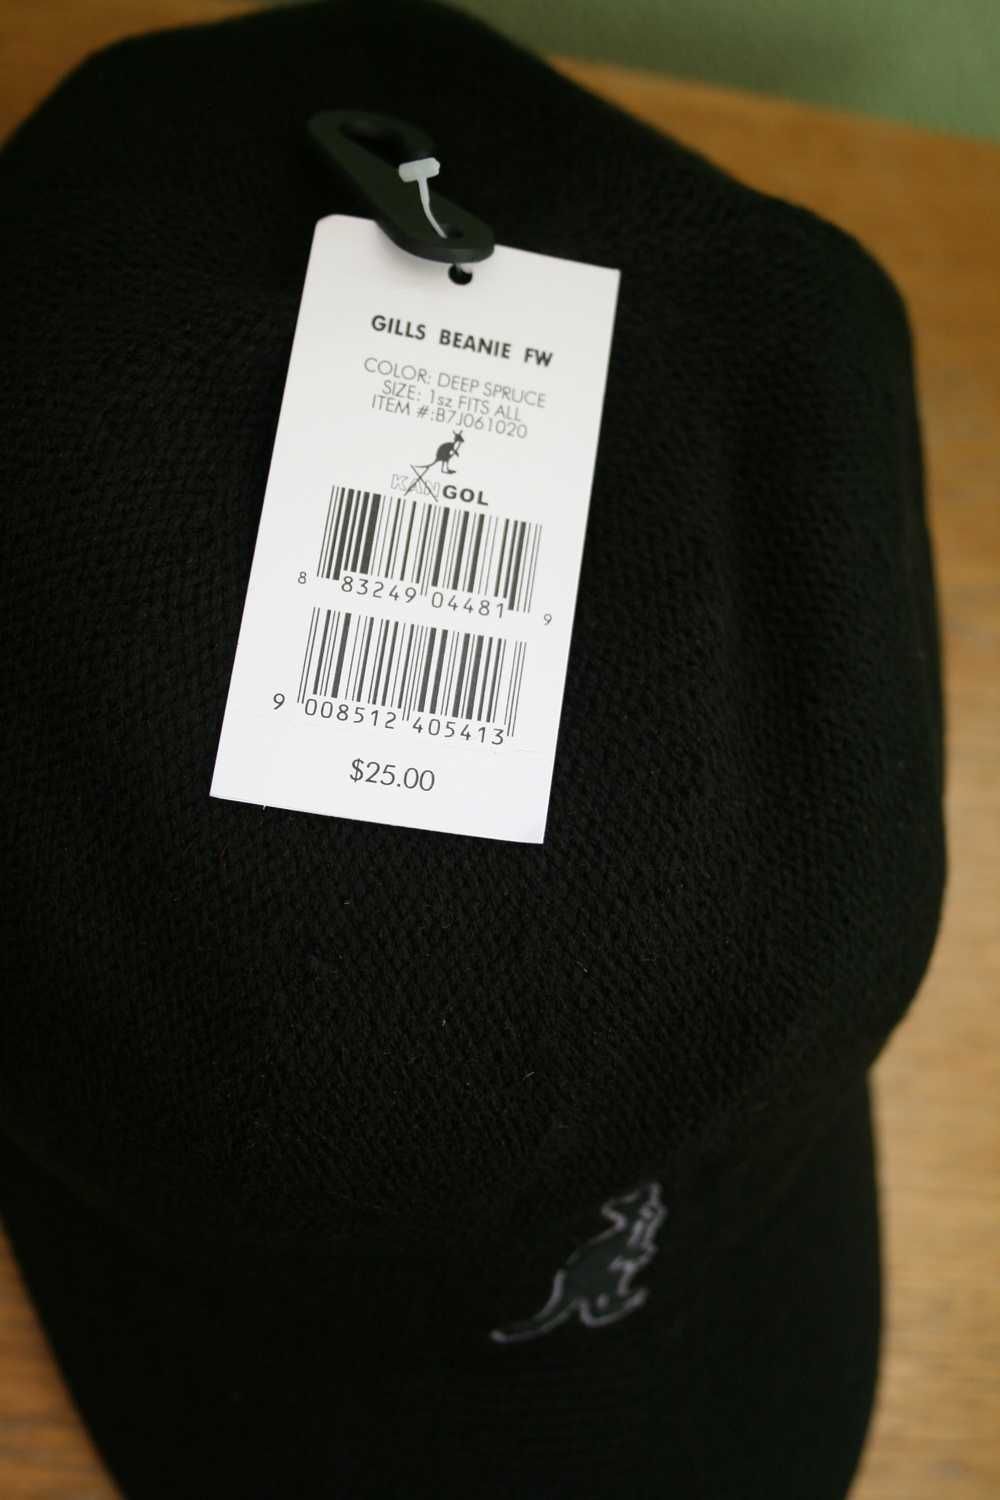 GILLS BEANIE FW
COLOR: DEEP SPRUCE
SIZE: 1sz FITS ALL
ITEM #:B7J061020
KANGOL
8 83249 04481 9
9 008512 405413
$25.00